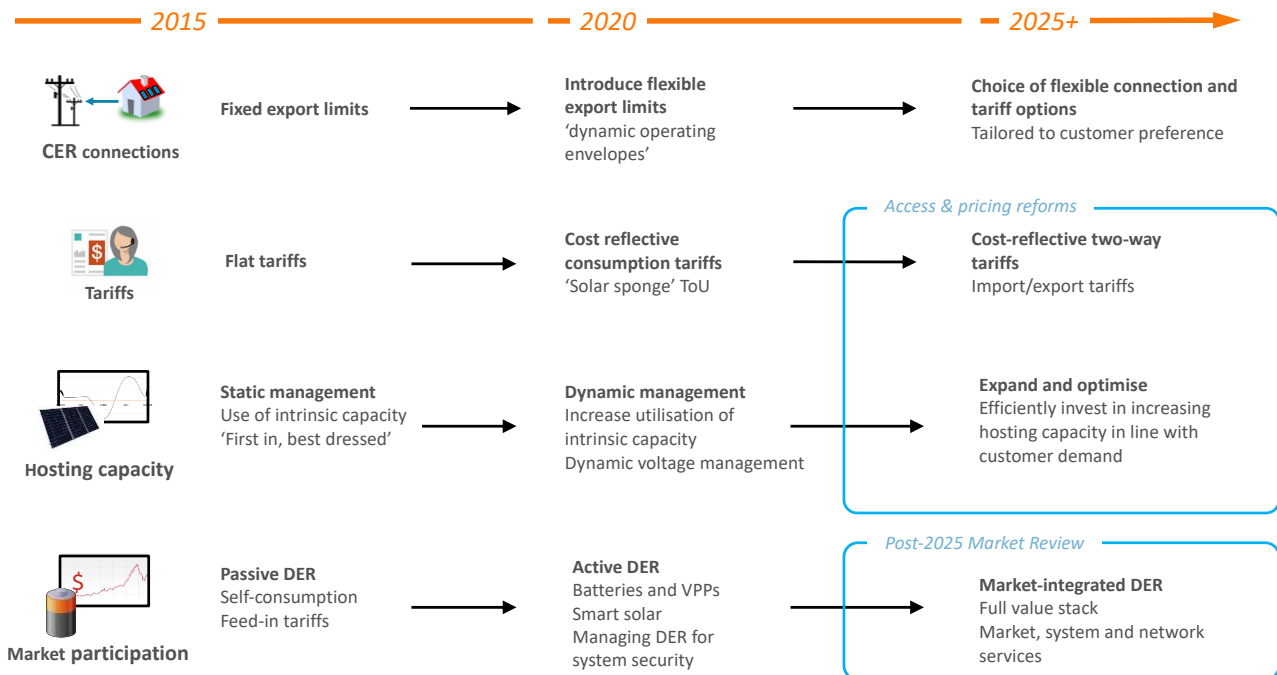 2015
2020
2025+
CER connections
Fixed export limits
Introduce flexible
export limits
‘dynamic operating
envelopes’
Choice of flexible connection and
tariff options
Tailored to customer preference
Access & pricing reforms
$
Tariffs
Flat tariffs
Cost reflective
consumption tariffs
‘Solar sponge’ ToU
Cost-reflective two-way
tariffs
Import/export tariffs
Hosting capacity
Static management
Use of intrinsic capacity
‘First in, best dressed’
Dynamic management
Increase utilisation of
intrinsic capacity
Dynamic voltage management
Expand and optimise
Efficiently invest in increasing
hosting capacity in line with
customer demand
Post-2025 Market Review
$
Market participation
Passive DER
Self-consumption
Feed-in tariffs
Active DER
Batteries and VPPs
Smart solar
Managing DER for
system security
Market-integrated DER
Full value stack
Market, system and network
services